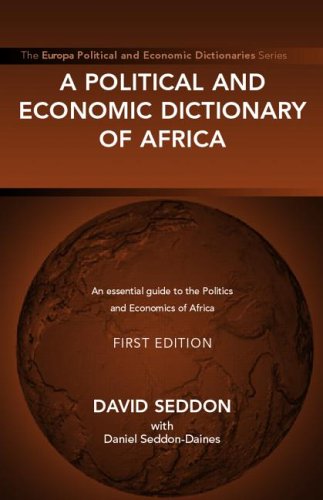 The Europa Political and Economic Dictionaries Series
A POLITICAL AND
ECONOMIC DICTIONARY
OF AFRICA
An essential guide to the Politics
and Economics of Africa
FIRST EDITION
DAVID SEDDON
with
Daniel Seddon-Daines